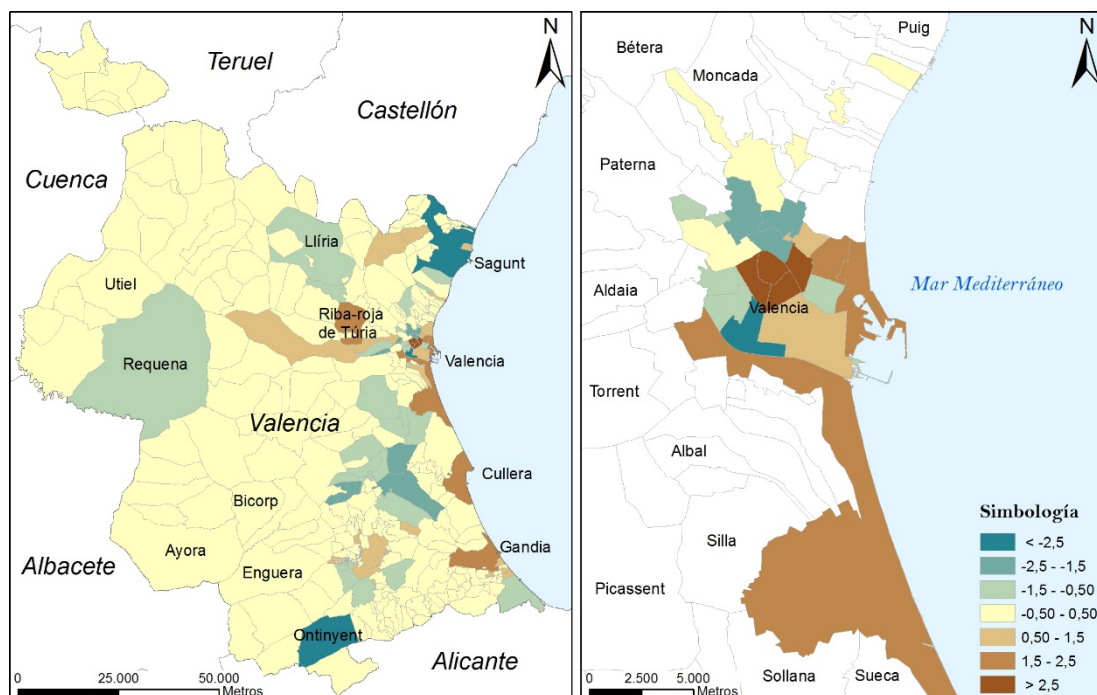 N
Teruel
Castellón
Cuenca
Llíria
Sagunt
Utiel
Riba-roja
de Túria
Requena
Valencia
Valencia
Cullera
Bicorp
Ayora
Gandia
Albacete
Enguera
Ontinyent
Alicante
0 25.000 50.000
Metros
N
Puig
Bétera
Moncada
Paterna
Mar Mediterráneo
Aldaia
Valencia
Torrent
Albal
Silla
Picassent
Sollana
Sueca
0 2.500 5.000
Metros
Simbología
< -2,5
-2,5 - -1,5
-1,5 - -0,50
-0,50 - 0,50
0,50 - 1,5
1,5 - 2,5
> 2,5